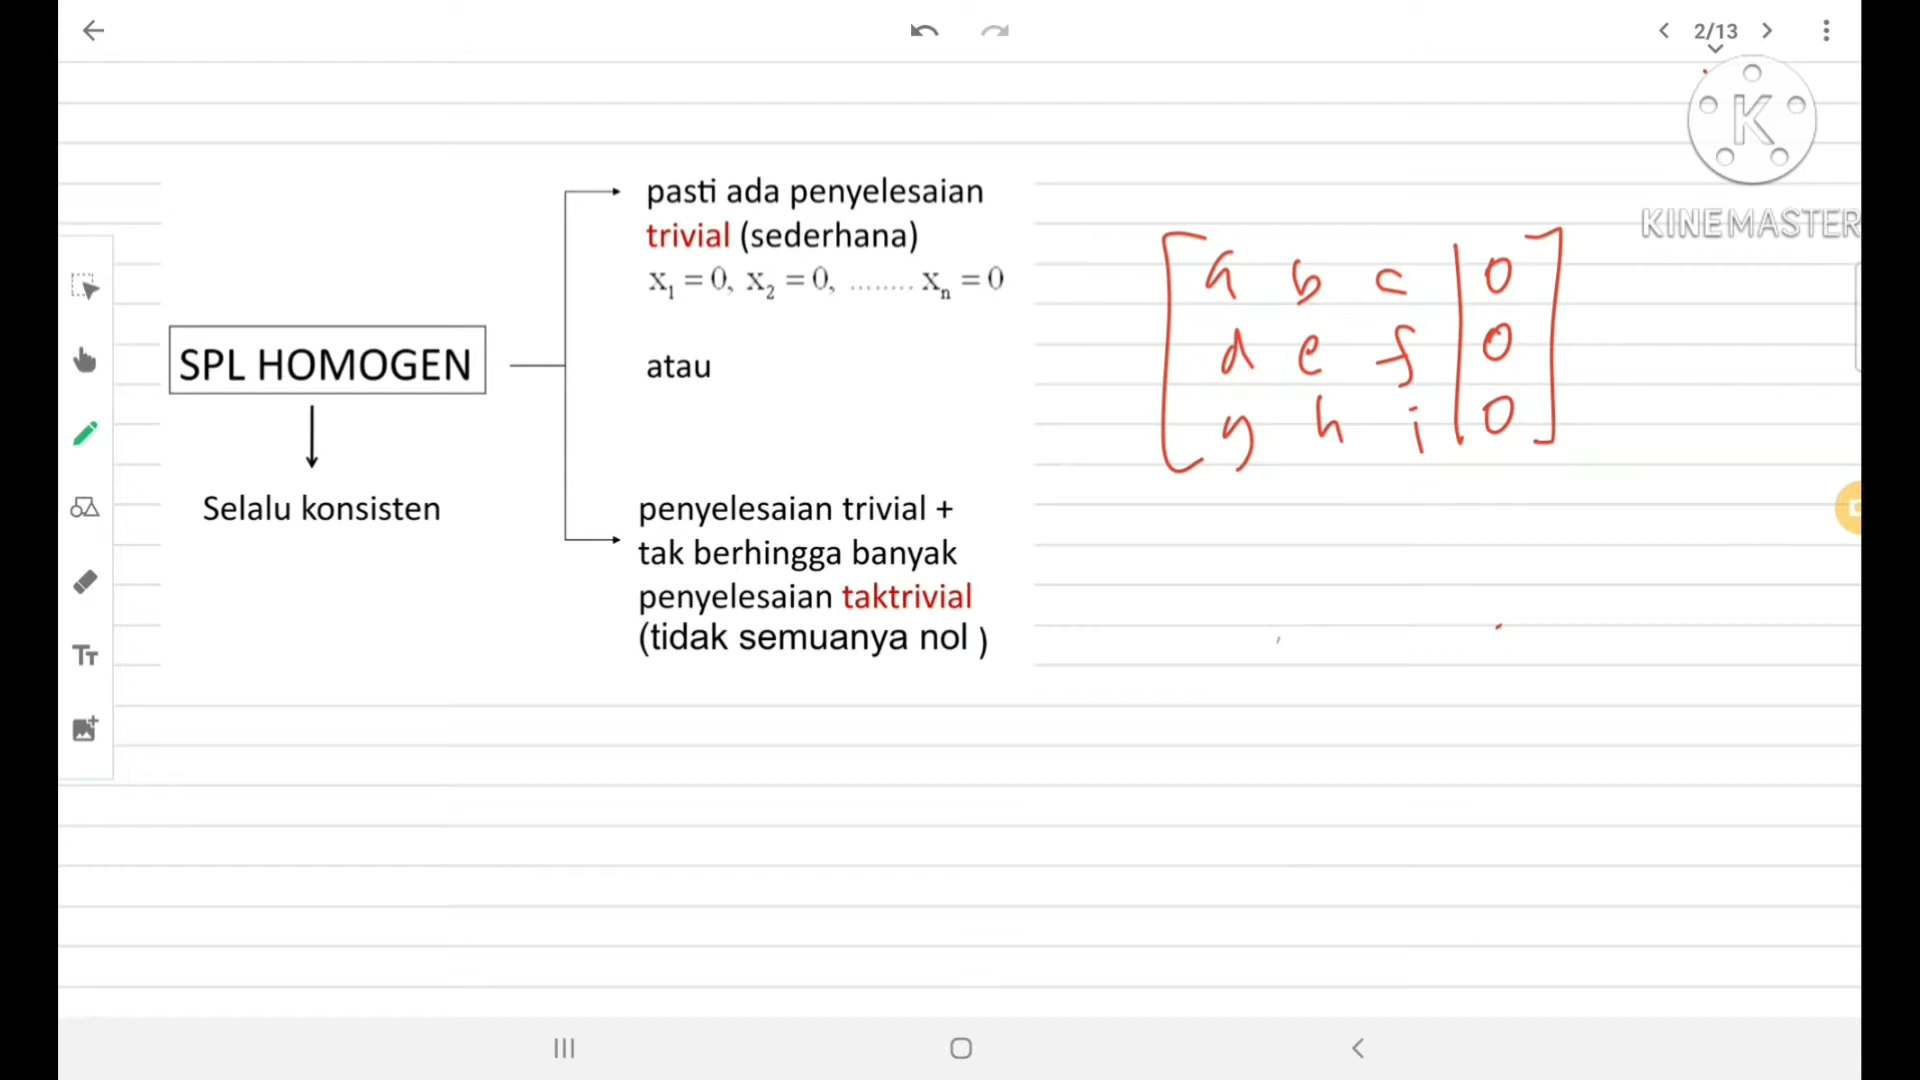 2/13
K
KINEMASTER
pasti ada penyelesaian
trivial (sederhana)
x₁ = 0, x₂ = 0, ........ xₙ = 0
SPL HOMOGEN
atau
Selalu konsisten
penyelesaian trivial +
tak berhingga banyak
penyelesaian taktrivial
(tidak semuanya nol )
a b c | 0
d e f | 0
g h i | 0
Tт